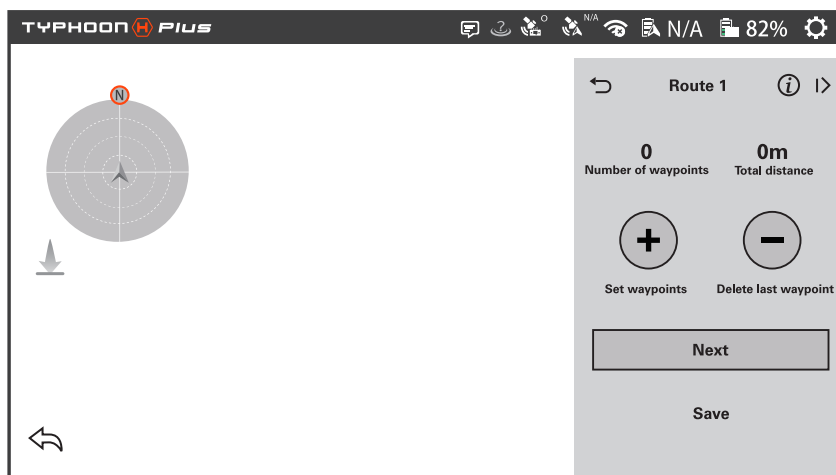 TYPHOON H PLUS
? O N/A N/A 82%
N
Route 1 i
0 0m
Number of waypoints Total distance
Set waypoints Delete last waypoint
Next
Save